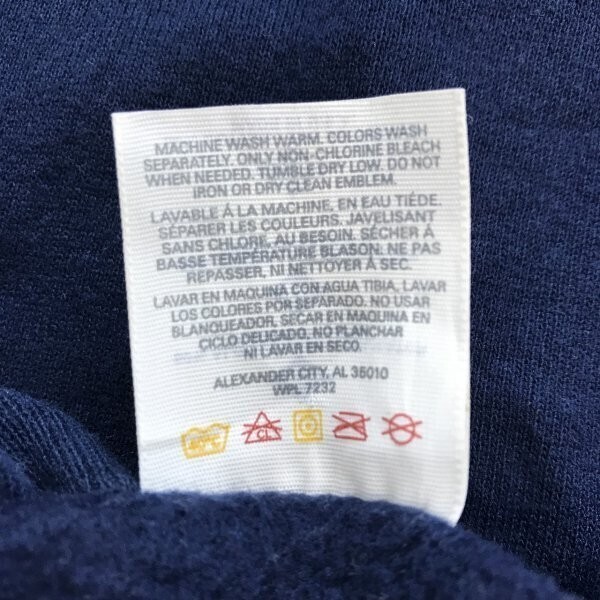 MACHINE WASH WARM. COLORS WASH
SEPARATELY. ONLY NON-CHLORINE BLEACH
WHEN NEEDED. TUMBLE DRY LOW. DO NOT
IRON OR DRY CLEAN EMBLEM.
LAVABLE Á LA MACHINE, EN EAU TIÉDE.
SÉPARER LES COULEURS. JAVELISANT
SANS CHLORE, AU BESOIN. SÉCHER Á
BASSE TEMPÉRATURE BLASON: NE PAS
REPASSER, NI NETTOYER Á SEC.
LAVAR EN MAQUINA CON AGUA TIBIA, LAVAR
LOS COLORES POR SEPARADO. NO USAR
BLANQUEADOR, SECAR EN MAQUINA EN
CICLO DELICADO. NO PLANCHAR
NI LAVAR EN SECO.
ALEXANDER CITY, AL 35010
WPL 7232
CL